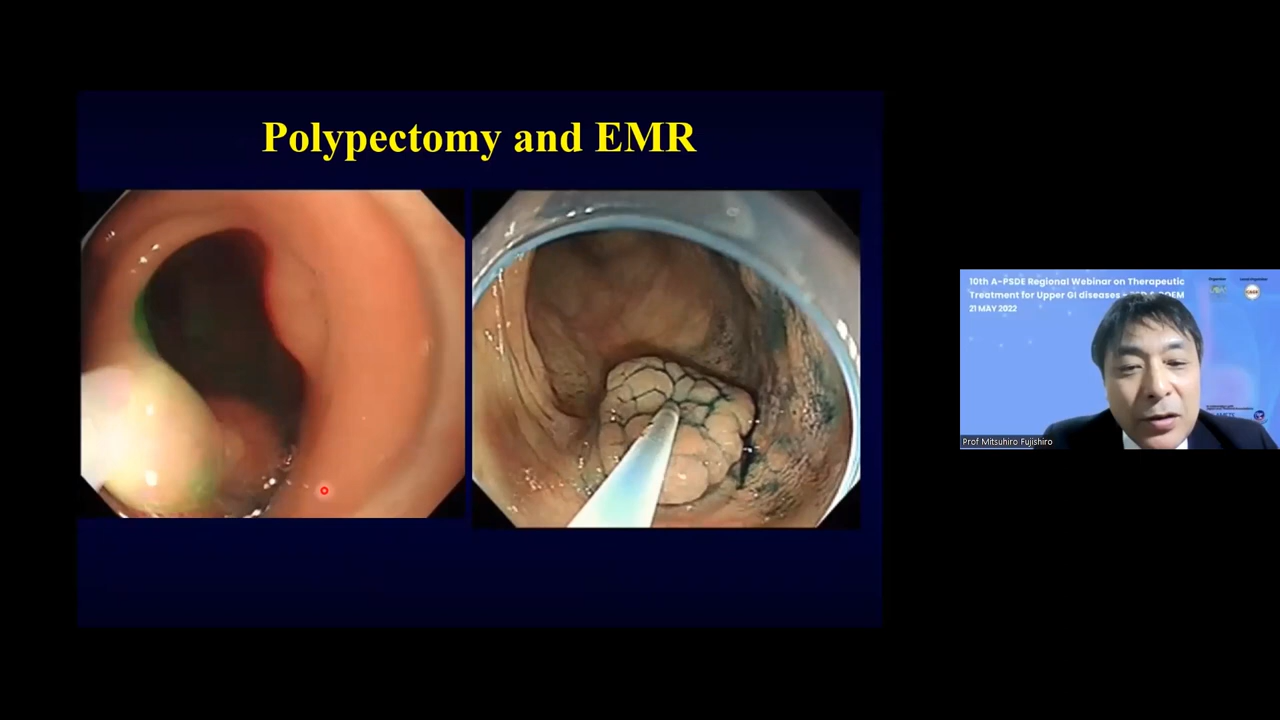 Polypectomy and EMR
10th A-PSDE Regional Webinar on Therapeutic
Treatment for Upper GI diseases -
21 MAY 2022
Prof Mitsuhiro Fujishiro